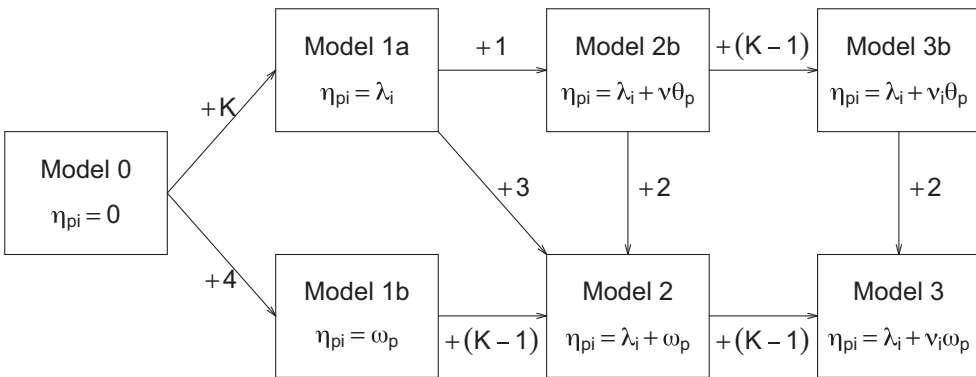 Model 0
η_pi = 0
+K
+4
Model 1a
η_pi = λ_i
+1
Model 2b
η_pi = λ_i + νθ_p
+(K − 1)
Model 3b
η_pi = λ_i + ν_iθ_p
+3
+2
+2
Model 1b
η_pi = ω_p
+(K − 1)
Model 2
η_pi = λ_i + ω_p
+(K − 1)
Model 3
η_pi = λ_i + ν_iω_p